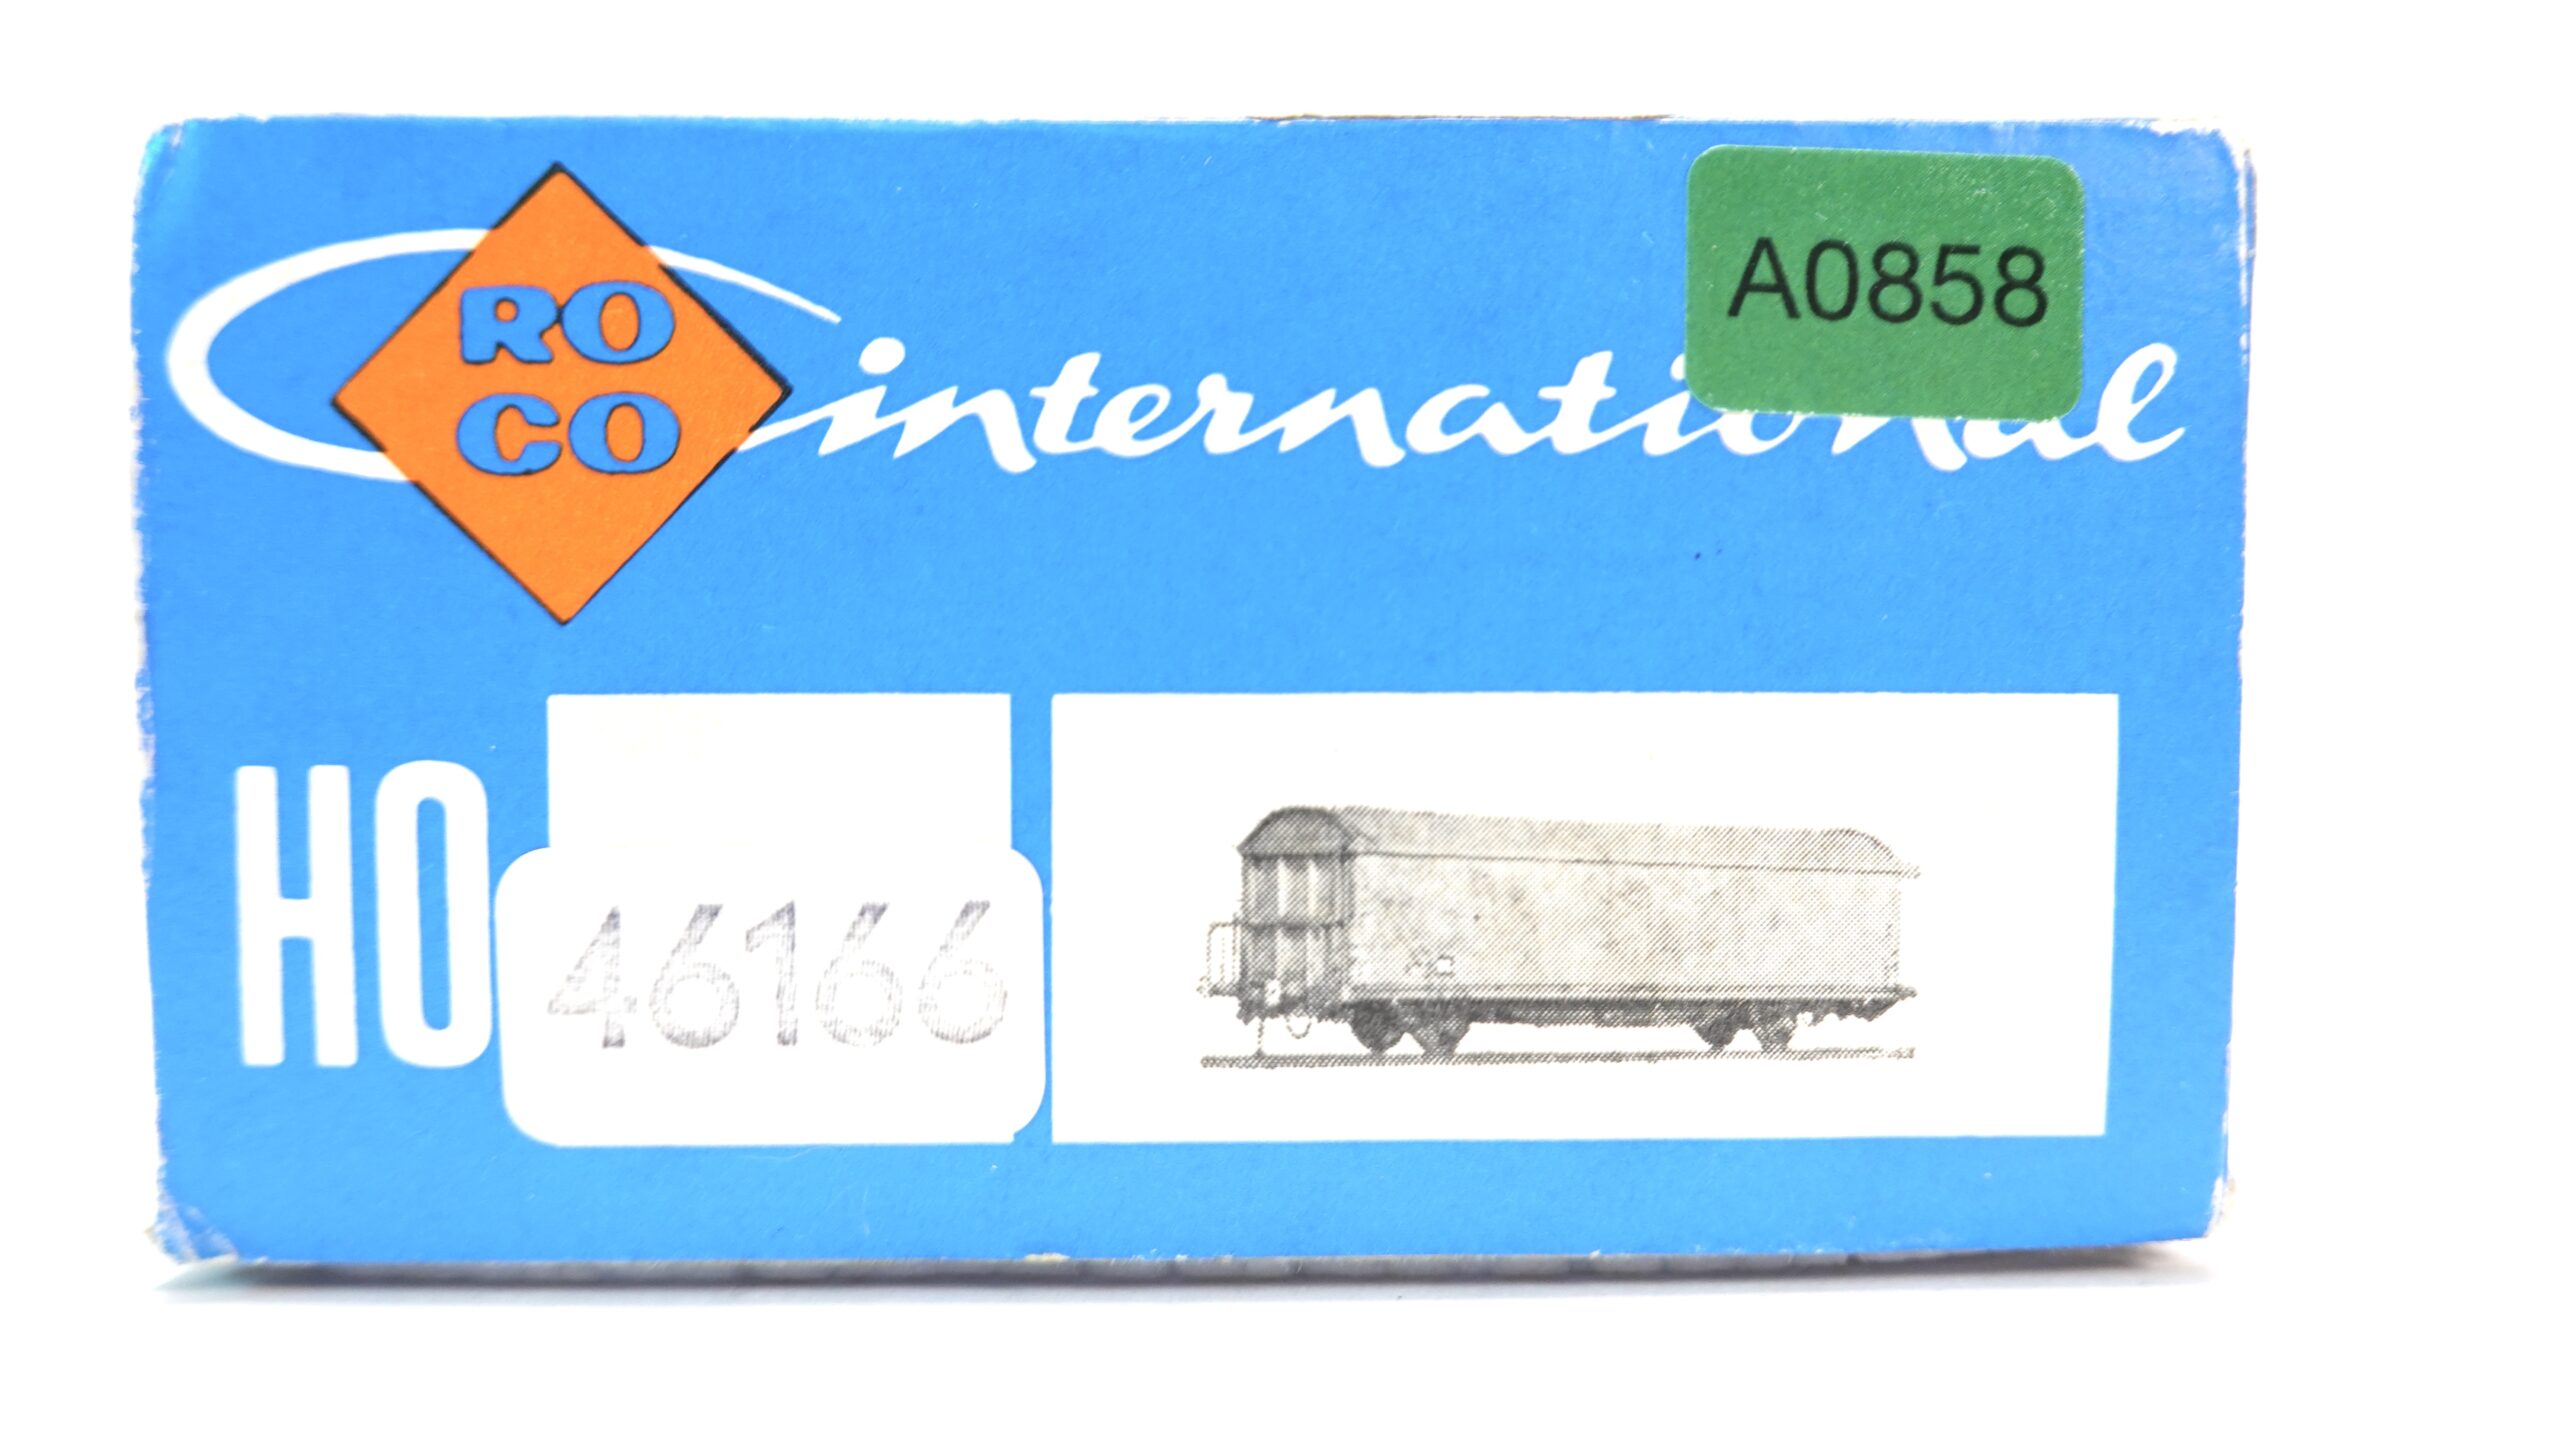 RO
CO
international
A0858
HO
46166